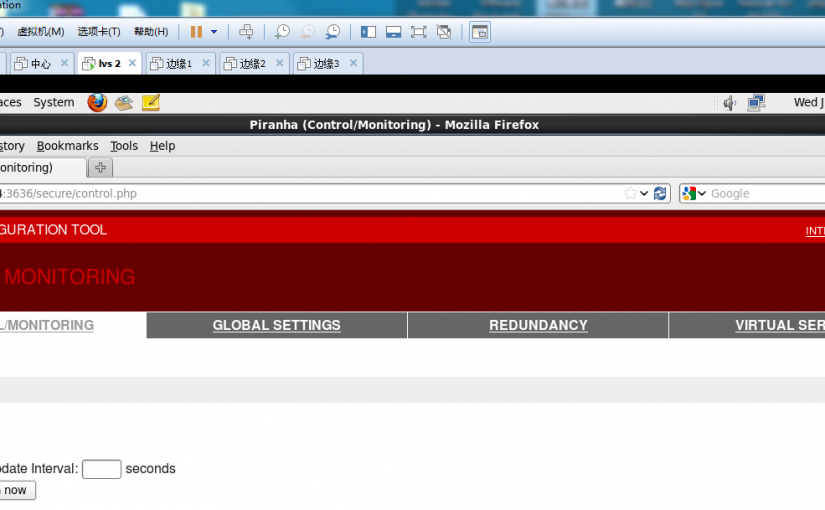 ation
虚拟机(M) 选项卡(T) 帮助(H)
中心 lvs 2 边缘1 边缘2 边缘3
aces System Wed J
Piranha (Control/Monitoring) - Mozilla Firefox
story Bookmarks Tools Help
onitoring)
:3636/secure/control.php Google
GURATION TOOL INT
MONITORING
L/MONITORING GLOBAL SETTINGS REDUNDANCY VIRTUAL SER
pdate Interval: seconds
now